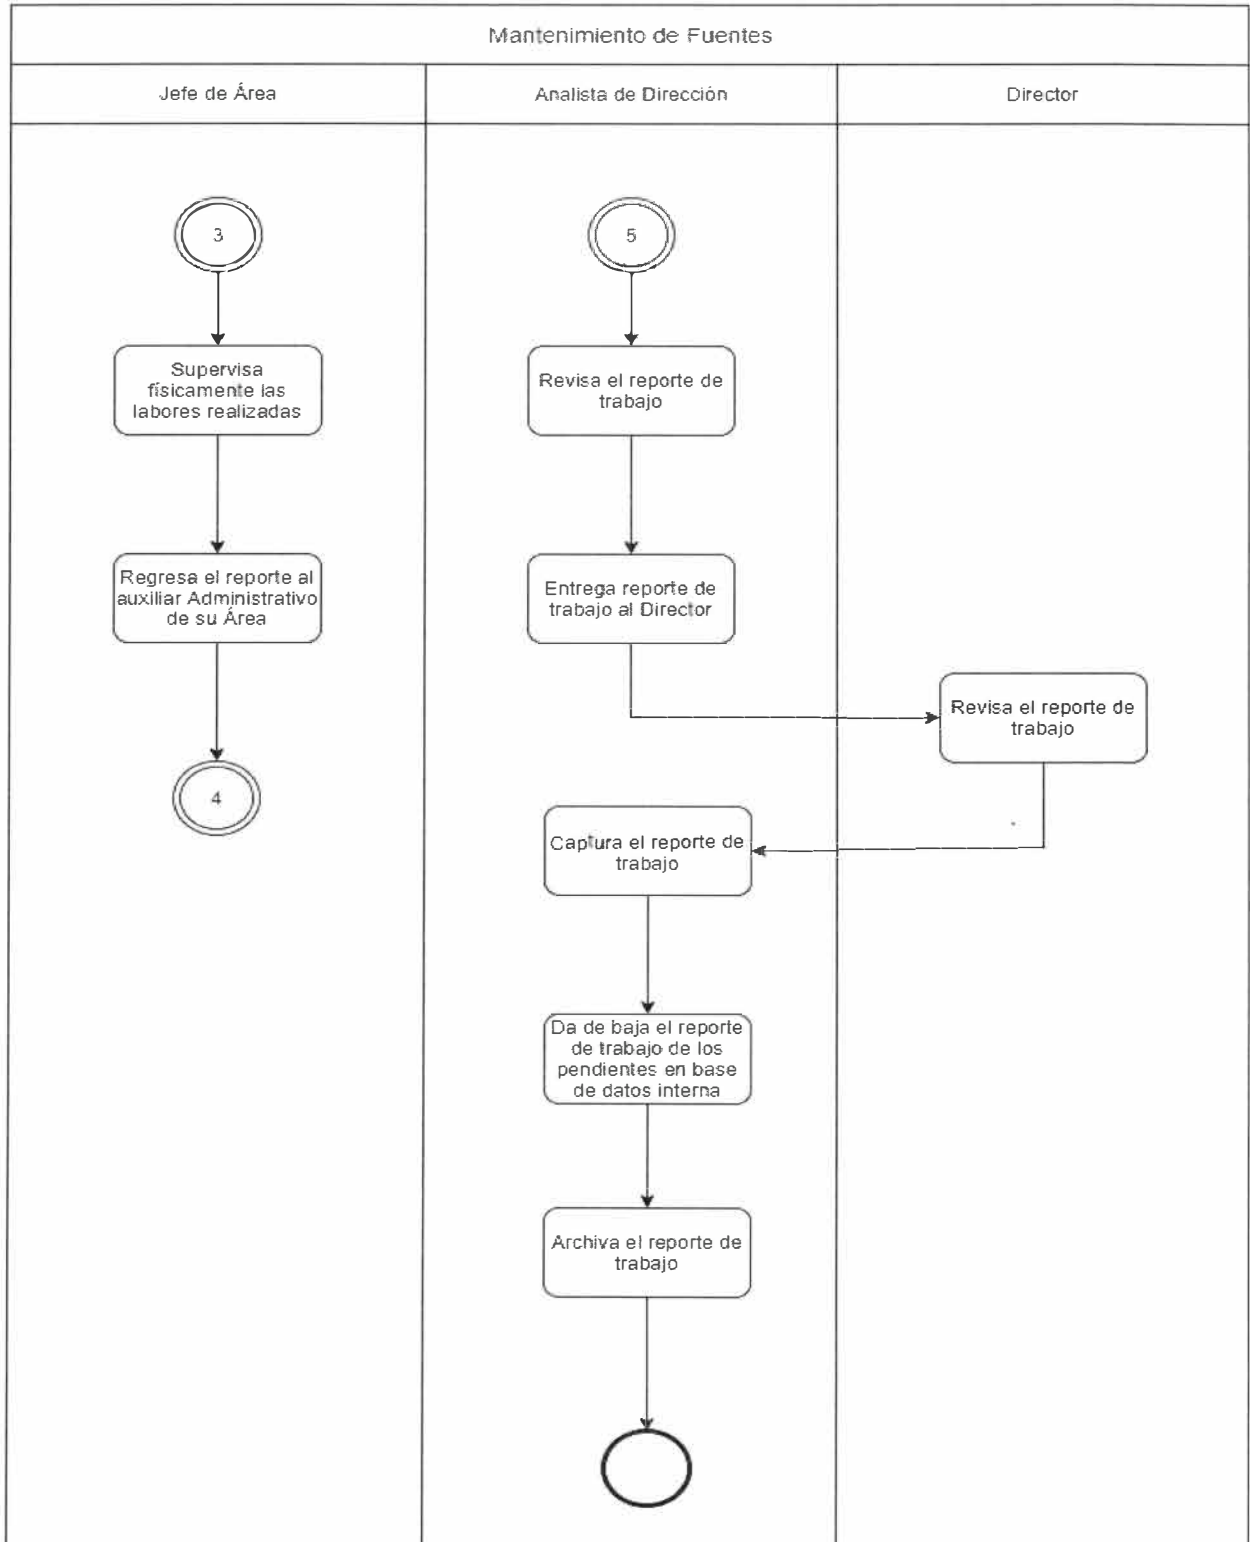 Mantenimiento de Fuentes
Jefe de Área
Analista de Dirección
Director
3
Supervisa
físicamente las
labores realizadas
Regresa el reporte al
auxiliar Administrativo
de su Área
4
5
Revisa el reporte de
trabajo
Entrega reporte de
trabajo al Director
Revisa el reporte de
trabajo
Captura el reporte de
trabajo
Da de baja el reporte
de trabajo de los
pendientes en base
de datos interna
Archiva el reporte de
trabajo